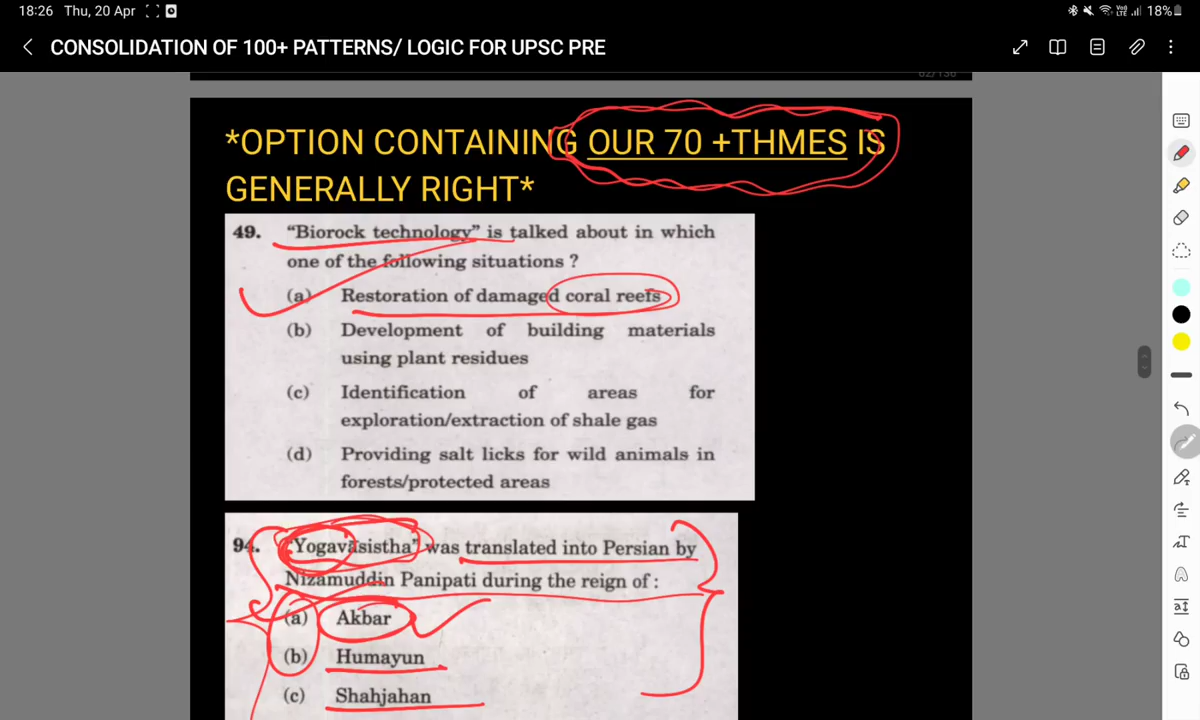 18:26 Thu, 20 Apr
18%
CONSOLIDATION OF 100+ PATTERNS/ LOGIC FOR UPSC PRE
62/136
*OPTION CONTAINING OUR 70 +THMES IS
GENERALLY RIGHT*
49. "Biorock technology" is talked about in which
one of the following situations ?
(a) Restoration of damaged coral reefs
(b) Development of building materials
using plant residues
(c) Identification of areas for
exploration/extraction of shale gas
(d) Providing salt licks for wild animals in
forests/protected areas
94. "Yogavāsistha" was translated into Persian by
Nizamuddin Panipati during the reign of :
(a) Akbar
(b) Humayun
(c) Shahjahan